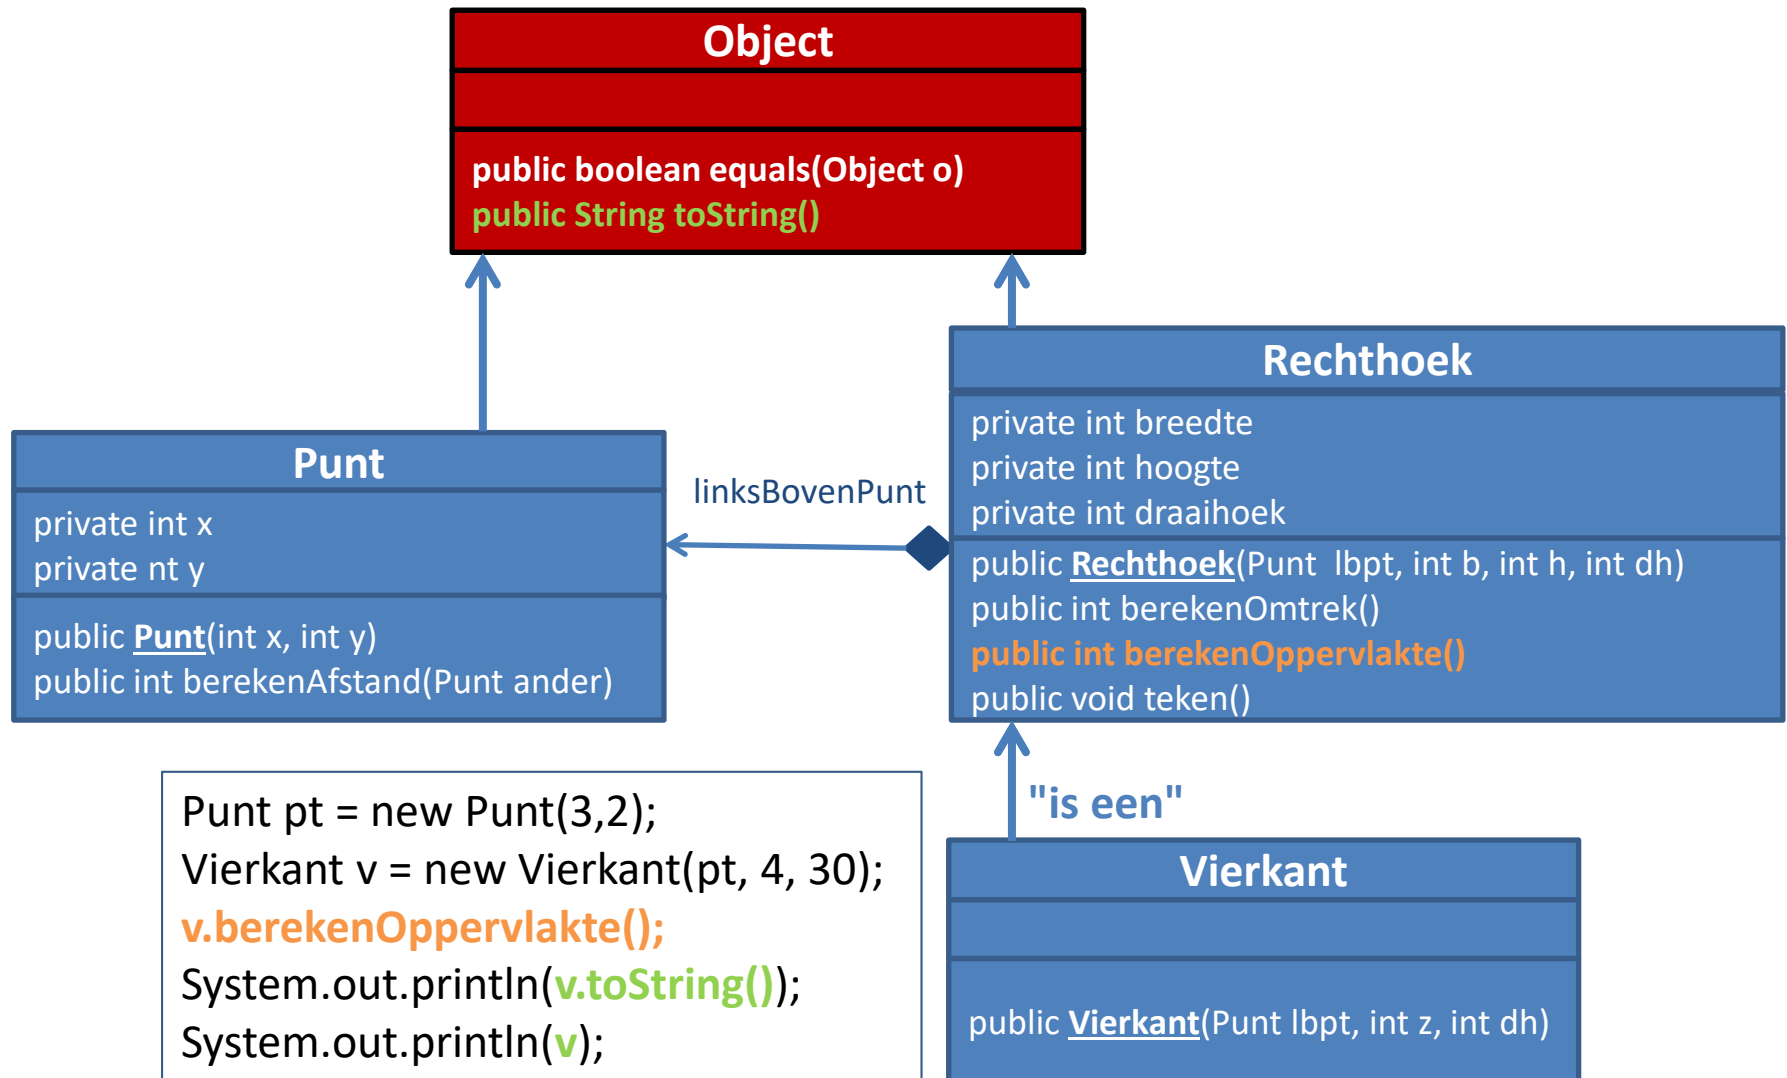 Object
public boolean equals(Object o)
public String toString()
Punt
private int x
private nt y
public Punt(int x, int y)
public int berekenAfstand(Punt ander)
linksBovenPunt
Rechthoek
private int breedte
private int hoogte
private int draaihoek
public Rechthoek(Punt  lbpt, int b, int h, int dh)
public int berekenOmtrek()
public int berekenOppervlakte()
public void teken()
"is een"
Vierkant
public Vierkant(Punt lbpt, int z, int dh)
Punt pt = new Punt(3,2);
Vierkant v = new Vierkant(pt, 4, 30);
v.berekenOppervlakte();
System.out.println(v.toString());
System.out.println(v);